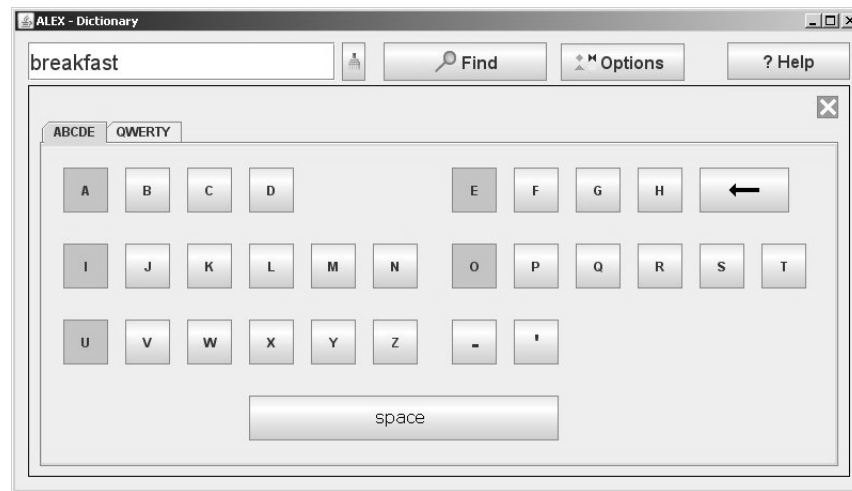 ALEX - Dictionary
breakfast Find Options ? Help
ABCDE QWERTY
A B C D E F G H
I J K L M N O P Q R S T
U V W X Y Z - '
space